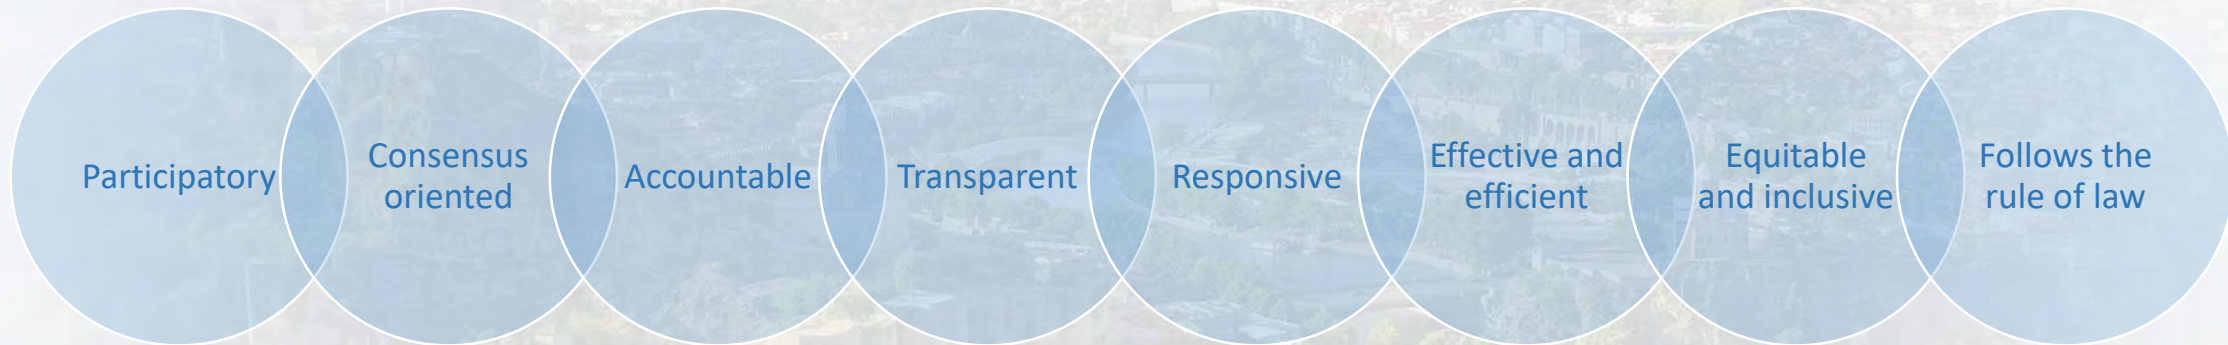 Participatory
Consensus
oriented
Accountable
Transparent
Responsive
Effective and
efficient
Equitable
and inclusive
Follows the
rule of law